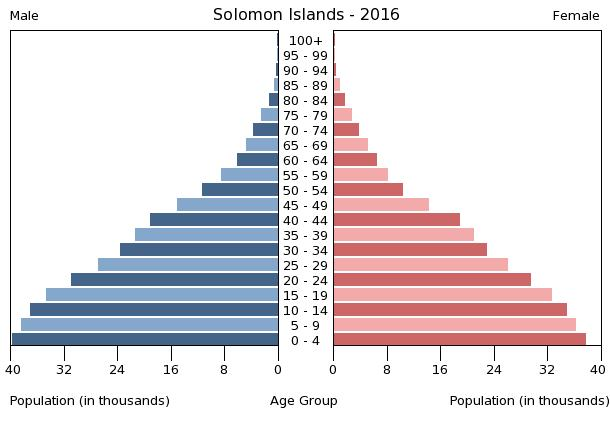 Solomon Islands - 2016
Male
Female
100+
95 - 99
90 - 94
85 - 89
80 - 84
75 - 79
70 - 74
65 - 69
60 - 64
55 - 59
50 - 54
45 - 49
40 - 44
35 - 39
30 - 34
25 - 29
20 - 24
15 - 19
10 - 14
5 - 9
0 - 4
40 32 24 16 8 0 0 8 16 24 32 40
Population (in thousands) Age Group Population (in thousands)